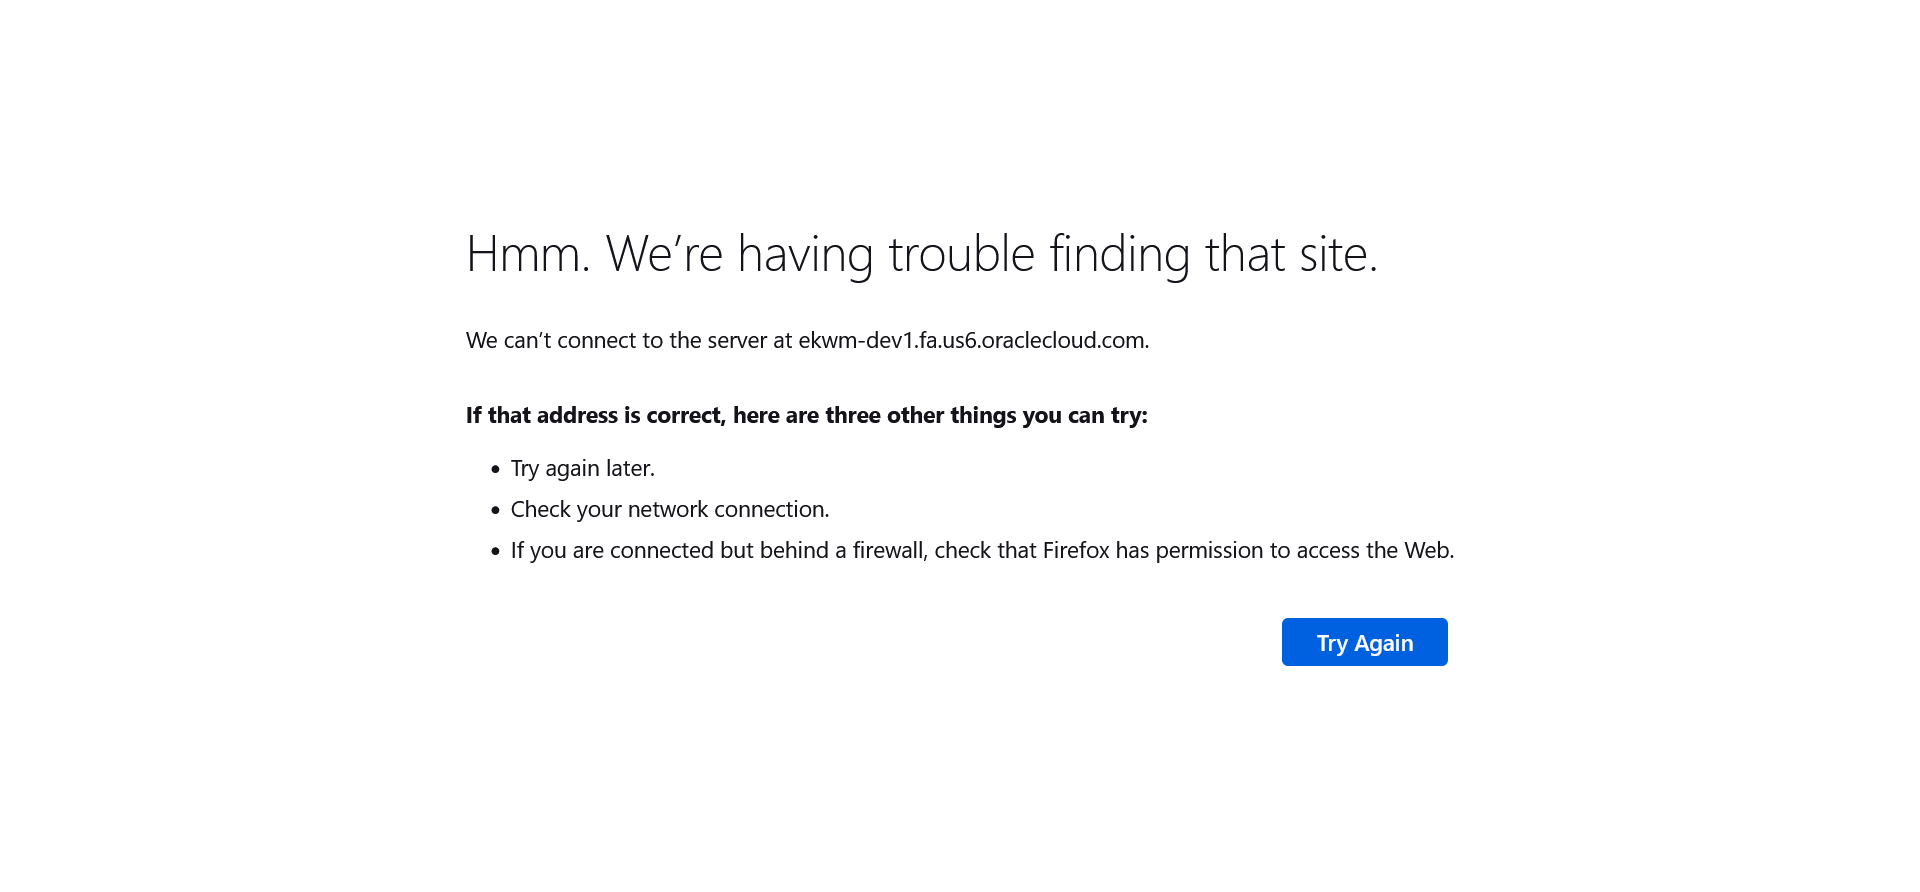 Hmm. We’re having trouble finding that site.
We can’t connect to the server at ekwm-dev1.fa.us6.oraclecloud.com.
If that address is correct, here are three other things you can try:
• Try again later.
• Check your network connection.
• If you are connected but behind a firewall, check that Firefox has permission to access the Web.
Try Again